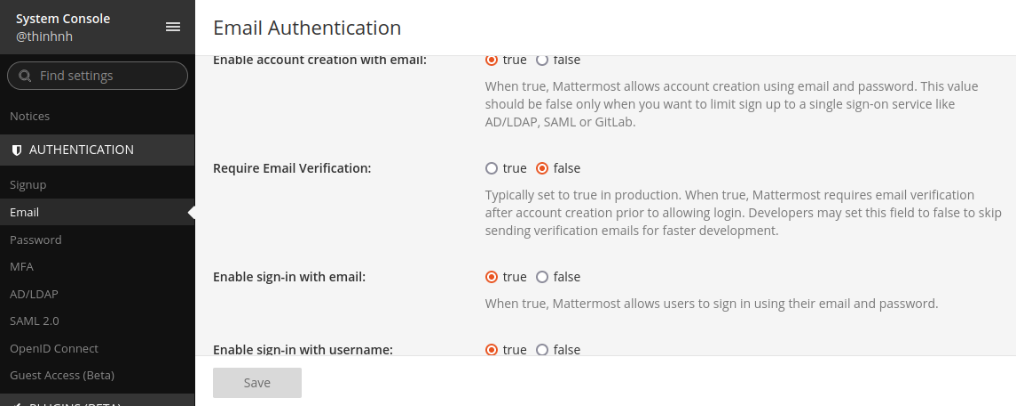 System Console
@thinhnh
Find settings
Notices
AUTHENTICATION
Signup
Email
Password
MFA
AD/LDAP
SAML 2.0
OpenID Connect
Guest Access (Beta)
PLUGINS (BETA)
Email Authentication
Enable account creation with email: true false
When true, Mattermost allows account creation using email and password. This value
should be false only when you want to limit sign up to a single sign-on service like
AD/LDAP, SAML or GitLab.
Require Email Verification: true false
Typically set to true in production. When true, Mattermost requires email verification
after account creation prior to allowing login. Developers may set this field to false to skip
sending verification emails for faster development.
Enable sign-in with email: true false
When true, Mattermost allows users to sign in using their email and password.
Enable sign-in with username: true false
Save